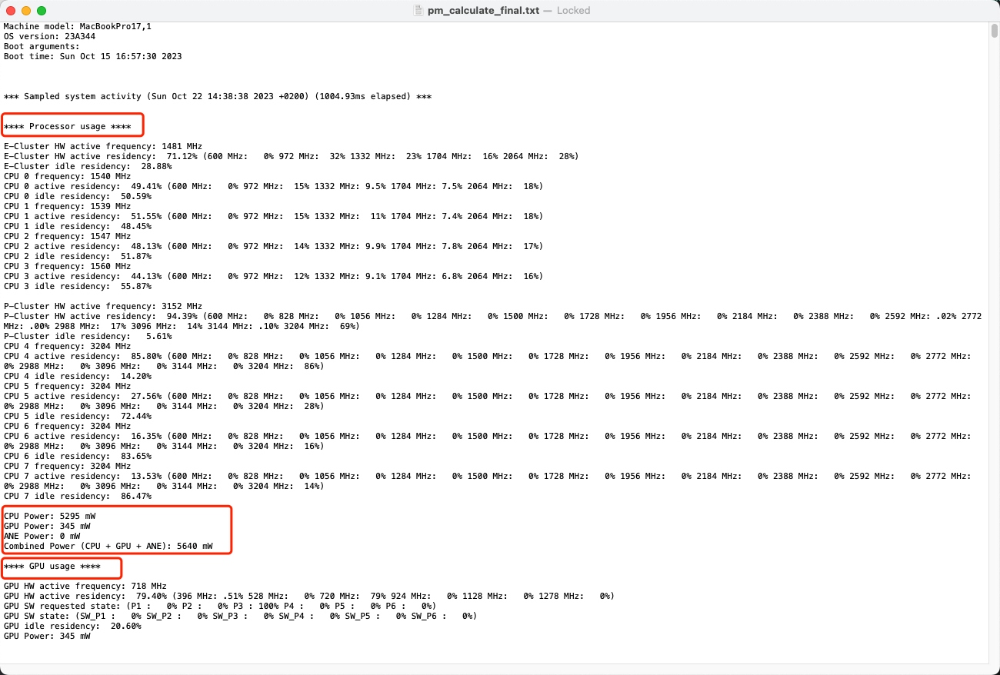 pm_calculate_final.txt — Locked
Machine model: MacBookPro17,1
OS version: 23A344
Boot arguments:
Boot time: Sun Oct 15 16:57:30 2023
*** Sampled system activity (Sun Oct 22 14:38:38 2023 +0200) (1004.93ms elapsed) ***
**** Processor usage ****
E-Cluster HW active frequency: 1481 MHz
E-Cluster HW active residency:  71.12% (600 MHz:   0% 972 MHz:  32% 1332 MHz:  23% 1704 MHz:  16% 2064 MHz:  28%)
E-Cluster idle residency:  28.88%
CPU 0 frequency: 1540 MHz
CPU 0 active residency:  49.41% (600 MHz:   0% 972 MHz:  15% 1332 MHz: 9.5% 1704 MHz: 7.5% 2064 MHz:  18%)
CPU 0 idle residency:  50.59%
CPU 1 frequency: 1539 MHz
CPU 1 active residency:  51.55% (600 MHz:   0% 972 MHz:  15% 1332 MHz:  11% 1704 MHz: 7.4% 2064 MHz:  18%)
CPU 1 idle residency:  48.45%
CPU 2 frequency: 1547 MHz
CPU 2 active residency:  48.13% (600 MHz:   0% 972 MHz:  14% 1332 MHz: 9.9% 1704 MHz: 7.8% 2064 MHz:  17%)
CPU 2 idle residency:  51.87%
CPU 3 frequency: 1560 MHz
CPU 3 active residency:  44.13% (600 MHz:   0% 972 MHz:  12% 1332 MHz: 9.1% 1704 MHz: 6.8% 2064 MHz:  16%)
CPU 3 idle residency:  55.87%
P-Cluster HW active frequency: 3152 MHz
P-Cluster HW active residency:  94.39% (600 MHz:   0% 828 MHz:   0% 1056 MHz:   0% 1284 MHz:   0% 1500 MHz:   0% 1728 MHz:   0% 1956 MHz:   0% 2184 MHz:   0% 2388 MHz:   0% 2592 MHz: .02% 2772
MHz: .00% 2988 MHz:  17% 3096 MHz:  14% 3144 MHz: .10% 3204 MHz:  69%)
P-Cluster idle residency:   5.61%
CPU 4 frequency: 3204 MHz
CPU 4 active residency:  85.80% (600 MHz:   0% 828 MHz:   0% 1056 MHz:   0% 1284 MHz:   0% 1500 MHz:   0% 1728 MHz:   0% 1956 MHz:   0% 2184 MHz:   0% 2388 MHz:   0% 2592 MHz:   0% 2772 MHz:
0% 2988 MHz:   0% 3096 MHz:   0% 3144 MHz:   0% 3204 MHz:  86%)
CPU 4 idle residency:  14.20%
CPU 5 frequency: 3204 MHz
CPU 5 active residency:  27.56% (600 MHz:   0% 828 MHz:   0% 1056 MHz:   0% 1284 MHz:   0% 1500 MHz:   0% 1728 MHz:   0% 1956 MHz:   0% 2184 MHz:   0% 2388 MHz:   0% 2592 MHz:   0% 2772 MHz:
0% 2988 MHz:   0% 3096 MHz:   0% 3144 MHz:   0% 3204 MHz:  28%)
CPU 5 idle residency:  72.44%
CPU 6 frequency: 3204 MHz
CPU 6 active residency:  16.35% (600 MHz:   0% 828 MHz:   0% 1056 MHz:   0% 1284 MHz:   0% 1500 MHz:   0% 1728 MHz:   0% 1956 MHz:   0% 2184 MHz:   0% 2388 MHz:   0% 2592 MHz:   0% 2772 MHz:
0% 2988 MHz:   0% 3096 MHz:   0% 3144 MHz:   0% 3204 MHz:  16%)
CPU 6 idle residency:  83.65%
CPU 7 frequency: 3204 MHz
CPU 7 active residency:  13.53% (600 MHz:   0% 828 MHz:   0% 1056 MHz:   0% 1284 MHz:   0% 1500 MHz:   0% 1728 MHz:   0% 1956 MHz:   0% 2184 MHz:   0% 2388 MHz:   0% 2592 MHz:   0% 2772 MHz:
0% 2988 MHz:   0% 3096 MHz:   0% 3144 MHz:   0% 3204 MHz:  14%)
CPU 7 idle residency:  86.47%
CPU Power: 5295 mW
GPU Power: 345 mW
ANE Power: 0 mW
Combined Power (CPU + GPU + ANE): 5640 mW
**** GPU usage ****
GPU HW active frequency: 718 MHz
GPU HW active residency:  79.40% (396 MHz: .51% 528 MHz:   0% 720 MHz:  79% 924 MHz:   0% 1128 MHz:   0% 1278 MHz:   0%)
GPU SW requested state: (P1 :   0% P2 :   0% P3 : 100% P4 :   0% P5 :   0% P6 :   0%)
GPU SW state: (SW_P1 :   0% SW_P2 :   0% SW_P3 :   0% SW_P4 :   0% SW_P5 :   0% SW_P6 :   0%)
GPU idle residency:  20.60%
GPU Power: 345 mW